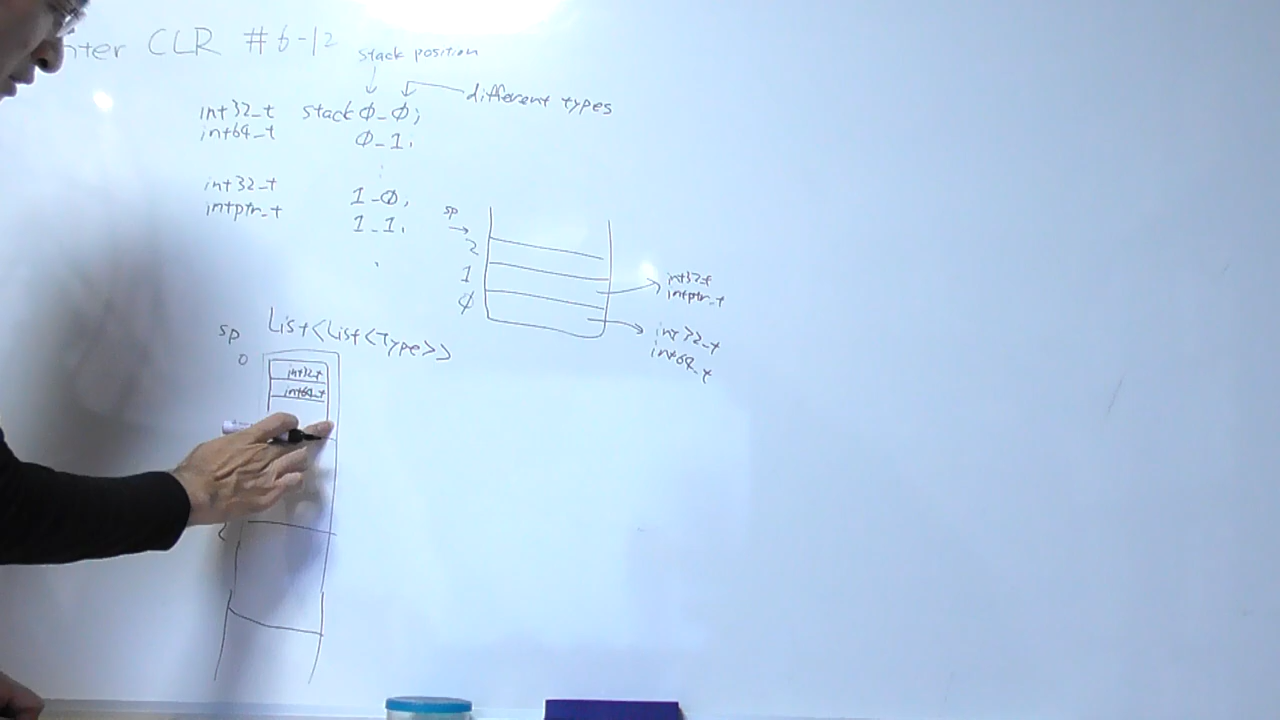 nter CLR #6-12
stack position
different types
int32_t stack0_0;
int64_t 0_1.
int32_t 1_0,
intptr_t 1_1.
sp
2
1
0
int32_t
intptr_t
int32_t
int64_t
sp
List<List<Type>>
0
int32_t
int64_t